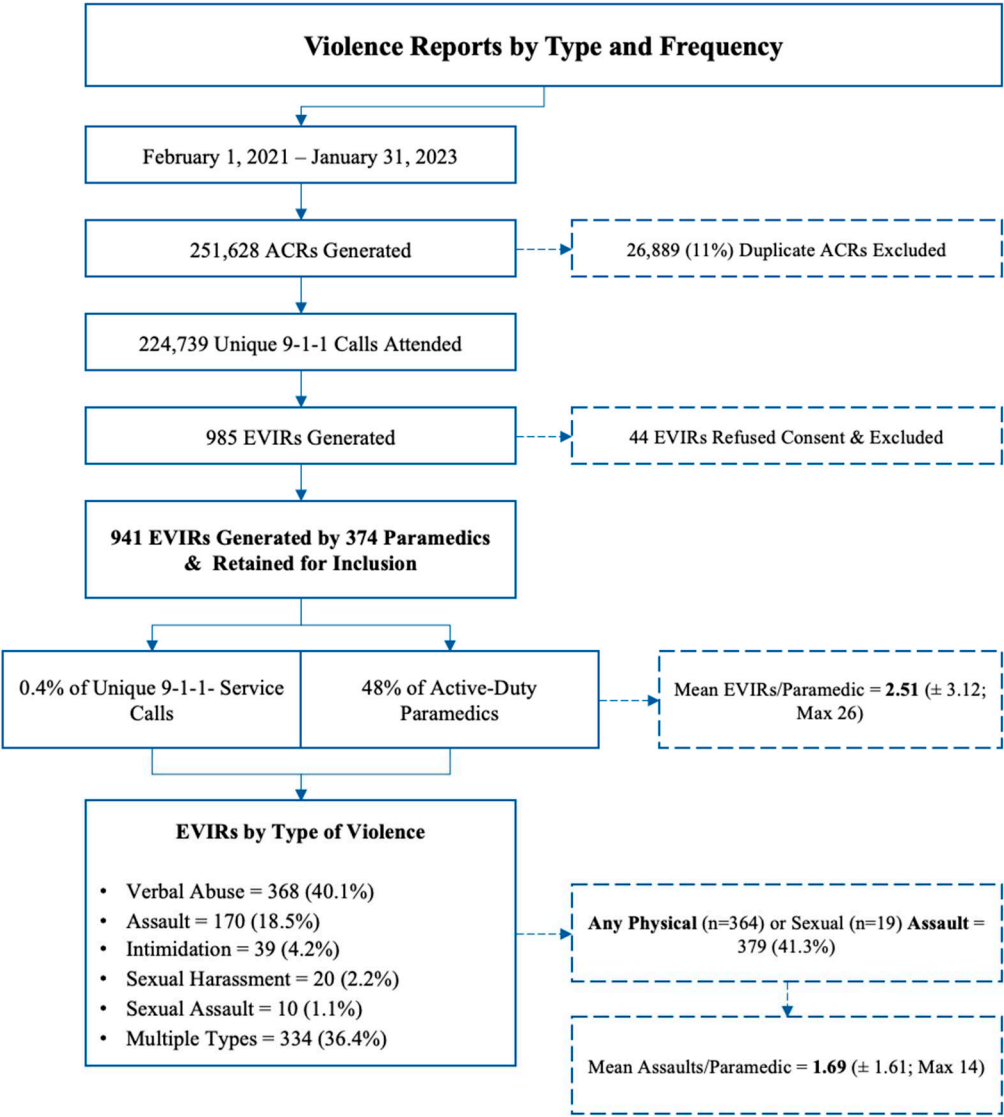 Violence Reports by Type and Frequency
February 1, 2021 – January 31, 2023
251,628 ACRs Generated
26,889 (11%) Duplicate ACRs Excluded
224,739 Unique 9-1-1 Calls Attended
985 EVIRs Generated
44 EVIRs Refused Consent & Excluded
941 EVIRs Generated by 374 Paramedics
& Retained for Inclusion
0.4% of Unique 9-1-1- Service
Calls
48% of Active-Duty
Paramedics
Mean EVIRs/Paramedic = 2.51 (± 3.12;
Max 26)
EVIRs by Type of Violence
• Verbal Abuse = 368 (40.1%)
• Assault = 170 (18.5%)
• Intimidation = 39 (4.2%)
• Sexual Harassment = 20 (2.2%)
• Sexual Assault = 10 (1.1%)
• Multiple Types = 334 (36.4%)
Any Physical (n=364) or Sexual (n=19) Assault =
379 (41.3%)
Mean Assaults/Paramedic = 1.69 (± 1.61; Max 14)